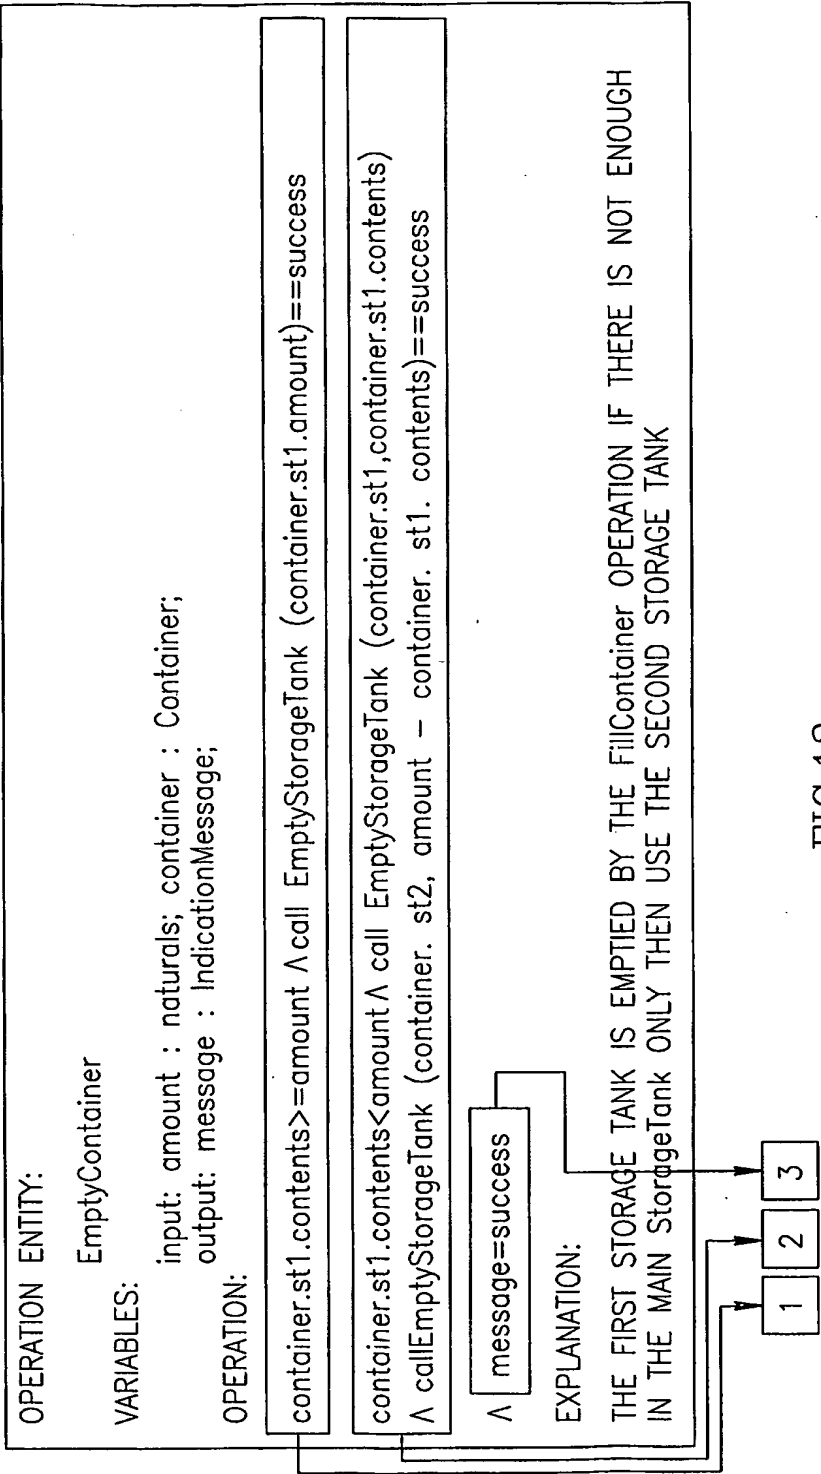 OPERATION ENTITY:
EmptyContainer
VARIABLES:
input: amount : naturals; container : Container;
output: message : IndicationMessage;
OPERATION:
container.st1.contents>=amount Λ call EmptyStorageTank (container.st1.amount)==success
container.st1.contents<amount Λ call EmptyStorageTank (container.st1,container.st1.contents)
Λ callEmptyStorageTank (container. st2, amount – container. st1. contents)==success
Λ message=success
EXPLANATION:
THE FIRST STORAGE TANK IS EMPTIED BY THE FillContainer OPERATION IF THERE IS NOT ENOUGH
IN THE MAIN StorageTank ONLY THEN USE THE SECOND STORAGE TANK
1 2 3